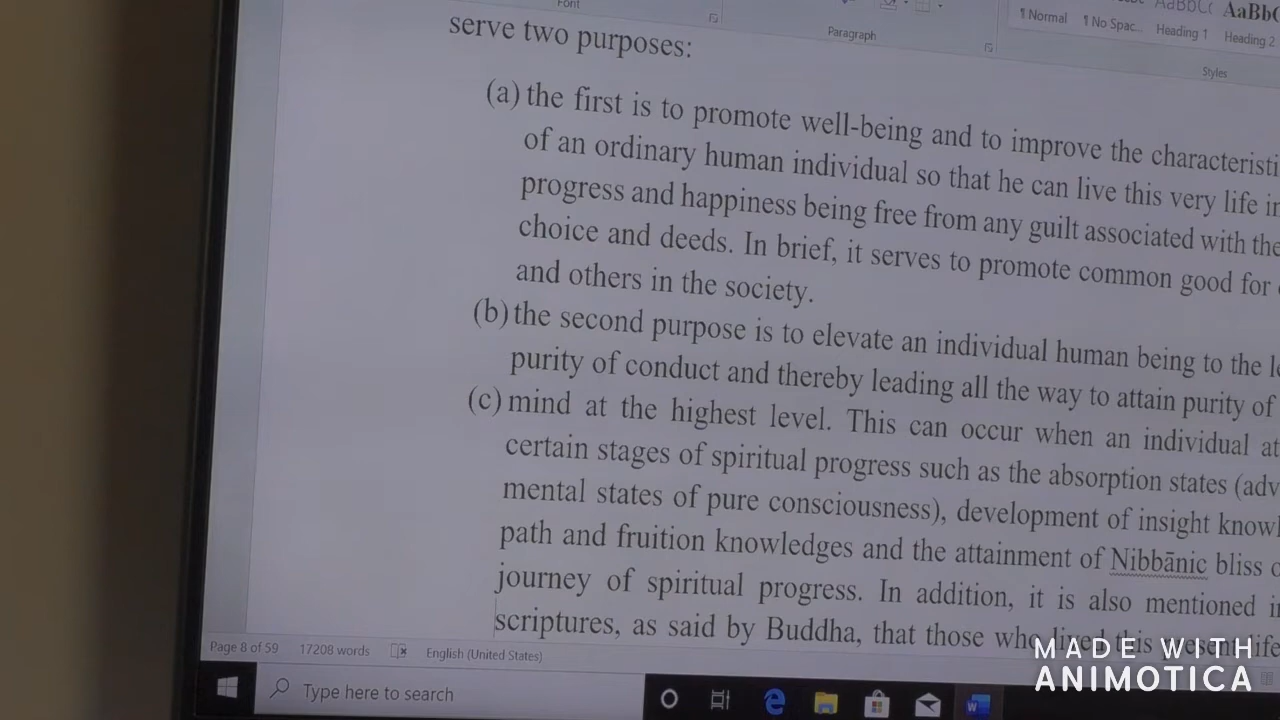 Font
Paragraph
¶ Normal ¶ No Spac... Heading 1 Heading 2
Styles
serve two purposes:
(a) the first is to promote well-being and to improve the characteristi
of an ordinary human individual so that he can live this very life in
progress and happiness being free from any guilt associated with the
choice and deeds. In brief, it serves to promote common good for
and others in the society.
(b) the second purpose is to elevate an individual human being to the le
purity of conduct and thereby leading all the way to attain purity of
(c) mind at the highest level. This can occur when an individual at
certain stages of spiritual progress such as the absorption states (adv
mental states of pure consciousness), development of insight knowl
path and fruition knowledges and the attainment of Nibbānic bliss
journey of spiritual progress. In addition, it is also mentioned in
scriptures, as said by Buddha, that those who lived this present life
Page 8 of 59 17208 words English (United States)
Type here to search
MADE WITH
ANIMOTICA